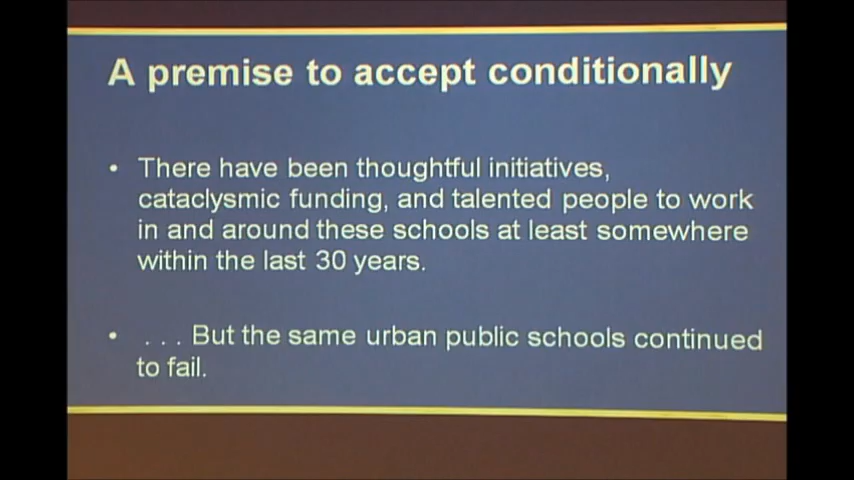 A premise to accept conditionally
• There have been thoughtful initiatives,
cataclysmic funding, and talented people to work
in and around these schools at least somewhere
within the last 30 years.
• . . . But the same urban public schools continued
to fail.